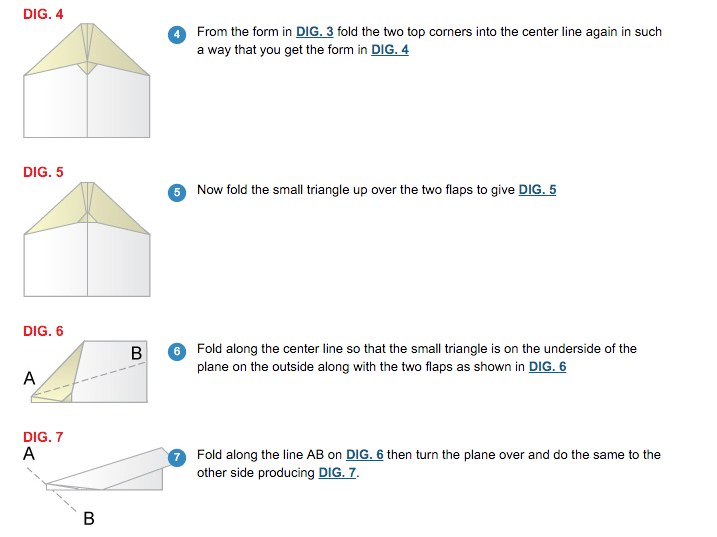 DIG. 4
4 From the form in DIG. 3 fold the two top corners into the center line again in such
a way that you get the form in DIG. 4
DIG. 5
5 Now fold the small triangle up over the two flaps to give DIG. 5
DIG. 6
B
A
6 Fold along the center line so that the small triangle is on the underside of the
plane on the outside along with the two flaps as shown in DIG. 6
DIG. 7
A
B
7 Fold along the line AB on DIG. 6 then turn the plane over and do the same to the
other side producing DIG. 7.